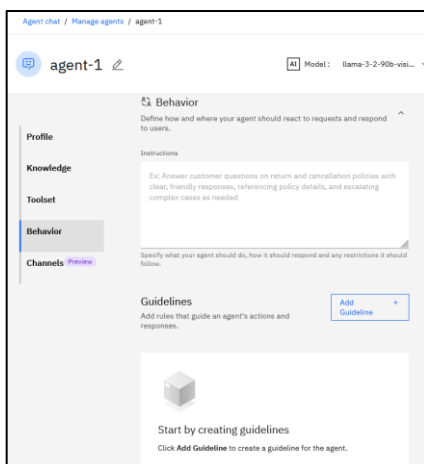 Agent chat / Manage agents / agent-1
agent-1
AI Model : llama-3-2-90b-visi...
Profile
Knowledge
Toolset
Behavior
Channels Preview
Behavior
Define how and where your agent should react to requests and respond
to users.
Instructions
Ex: Answer customer questions on return and cancellation policies with
clear, friendly responses, referencing policy details, and escalating
complex cases as needed
Specify what your agent should do, how it should respond and any restrictions it should
follow.
Guidelines
Add rules that guide an agent's actions and
responses.
Add +
Guideline
Start by creating guidelines
Click Add Guideline to create a guideline for the agent.